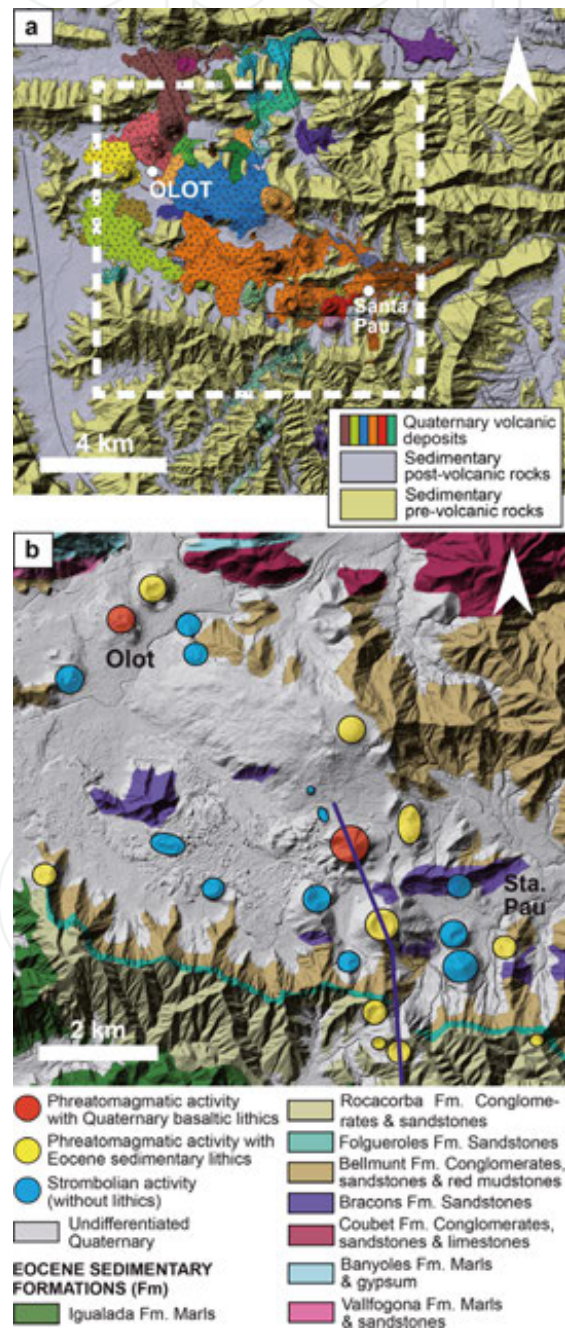 a
OLOT
Santa
Pau
4 km
Quaternary volcanic
deposits
Sedimentary
post-volcanic rocks
Sedimentary
pre-volcanic rocks
b
Olot
Sta.
Pau
2 km
Phreatomagmatic activity
with Quaternary basaltic lithics
Phreatomagmatic activity with
Eocene sedimentary lithics
Strombolian activity
(without lithics)
Undifferentiated
Quaternary
EOCENE SEDIMENTARY
FORMATIONS (Fm)
Igualada Fm. Marls
Rocacorba Fm. Conglome-
rates & sandstones
Folgueroles Fm. Sandstones
Bellmunt Fm. Conglomerates,
sandstones & red mudstones
Bracons Fm. Sandstones
Coubet Fm. Conglomerates,
sandstones & limestones
Banyoles Fm. Marls
& gypsum
Vallfogona Fm. Marls
& sandstones